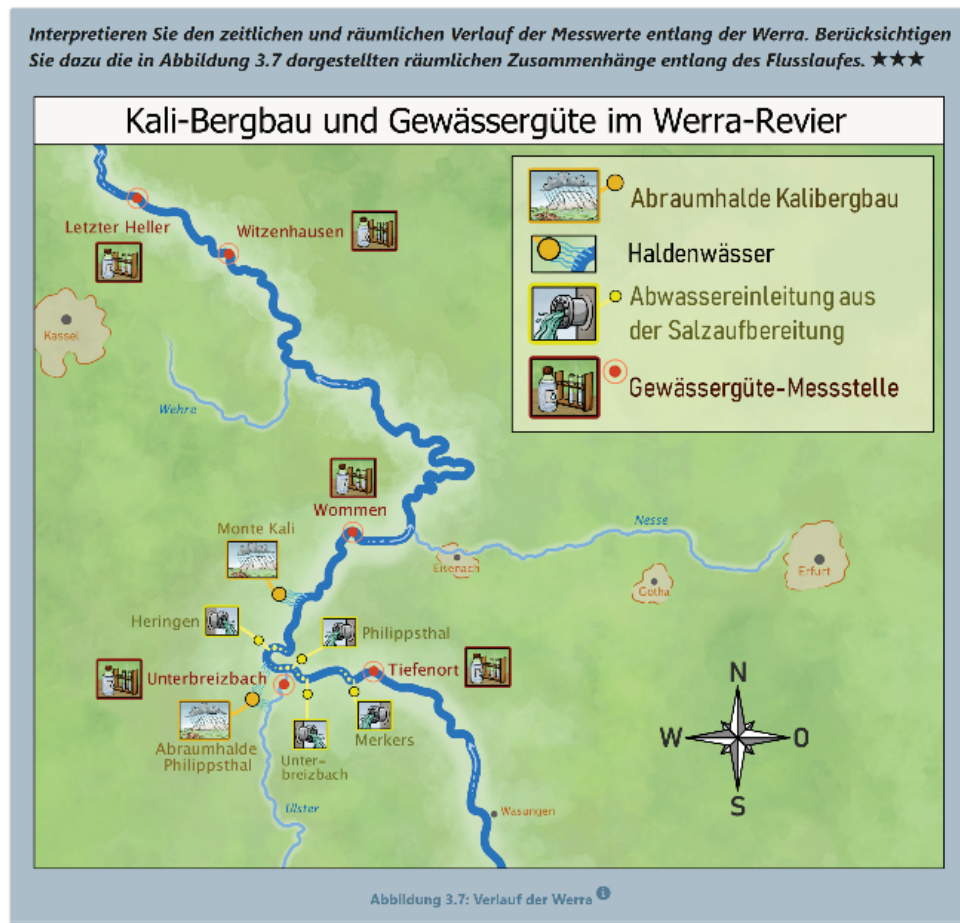 Interpretieren Sie den zeitlichen und räumlichen Verlauf der Messwerte entlang der Werra. Berücksichtigen
Sie dazu die in Abbildung 3.7 dargestellten räumlichen Zusammenhänge entlang des Flusslaufes. ★★★
Kali-Bergbau und Gewässergüte im Werra-Revier
Abraumhalde Kalibergbau
Haldenwässer
Abwassereinleitung aus
der Salzaufbereitung
Gewässergüte-Messstelle
Letzter Heller
Witzenhausen
Kassel
Wehre
Wommen
Monte Kali
Nesse
Eisenach
Gotha
Erfurt
Heringen
Philippsthal
Unterbreizbach
Tiefenort
Abraumhalde
Philippsthal
Unter-
breizbach
Merkers
Ulster
Wasungen
N
W
O
S
Abbildung 3.7: Verlauf der Werra i